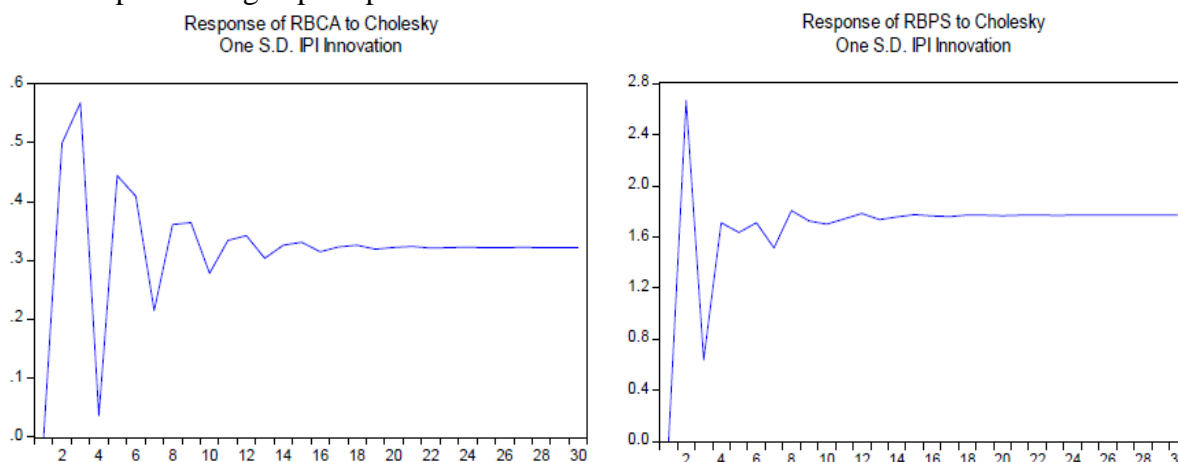 Response of RBCA to Cholesky
One S.D. IPI Innovation
.6
.5
.4
.3
.2
.1
.0
2 4 6 8 10 12 14 16 18 20 22 24 26 28 30
Response of RBPS to Cholesky
One S.D. IPI Innovation
2.8
2.4
2.0
1.6
1.2
0.8
0.4
0.0
2 4 6 8 10 12 14 16 18 20 22 24 26 28